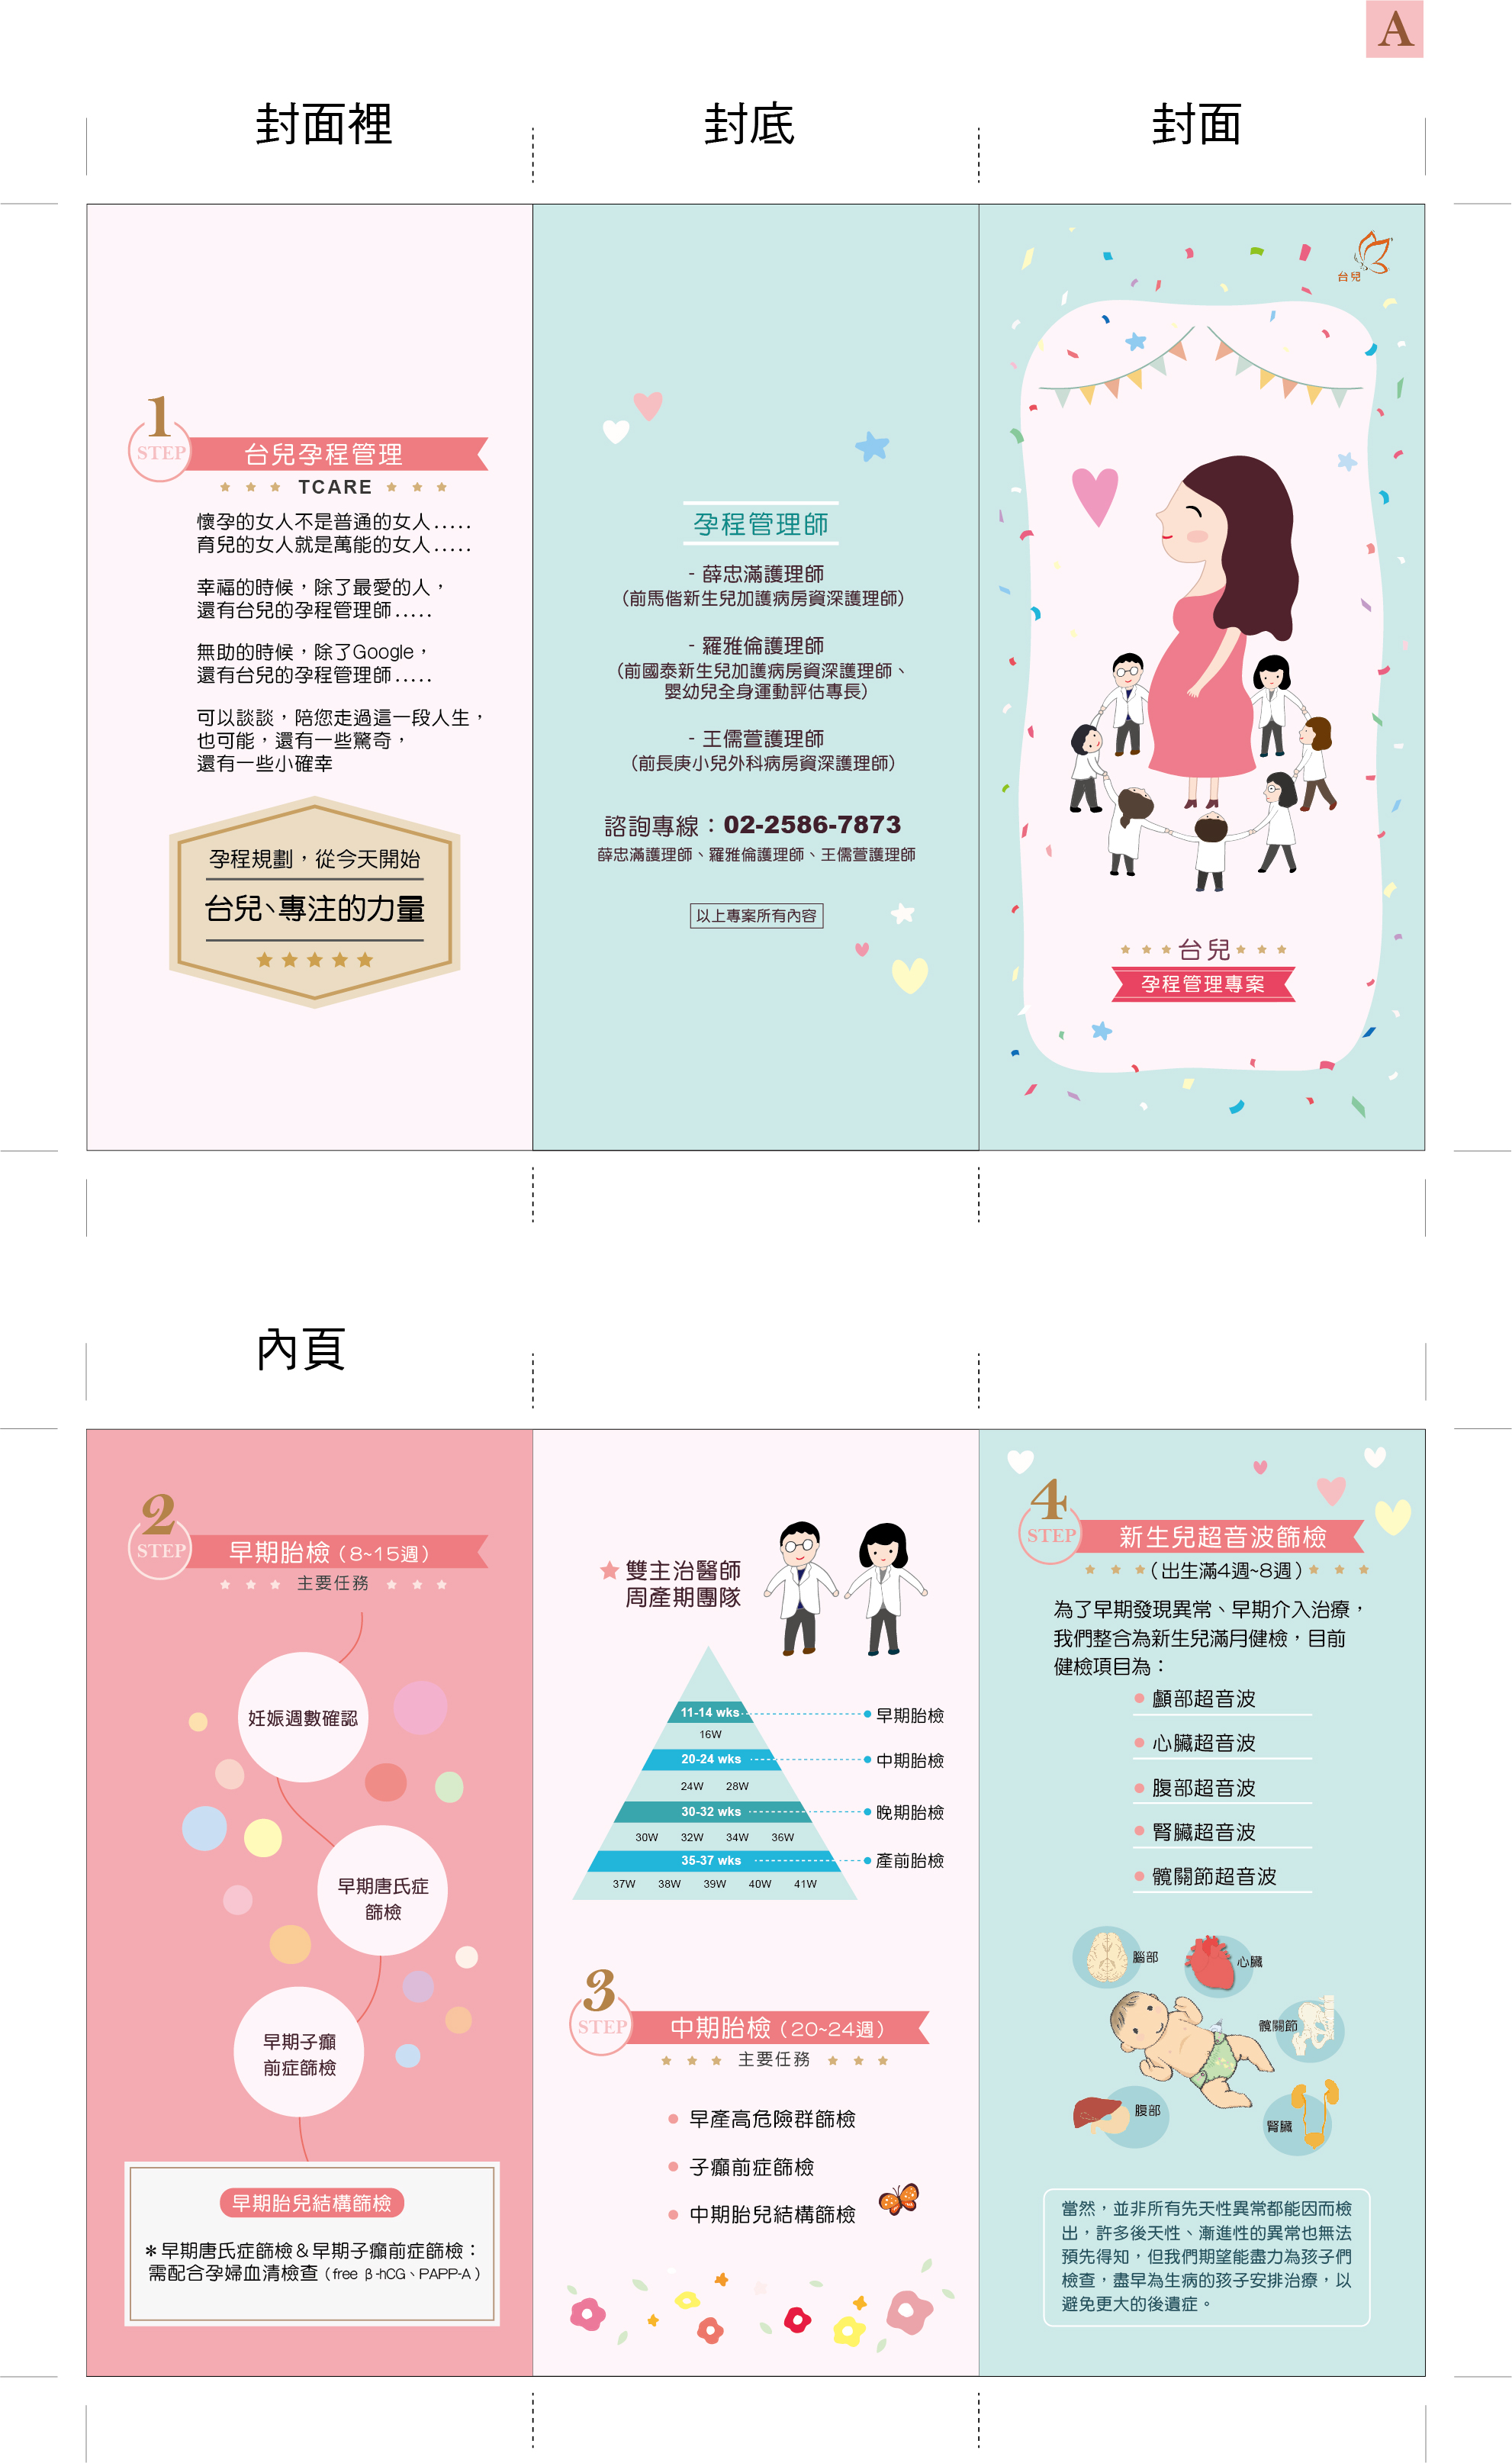 A
封面裡
封底
封面
1
STEP
台兒孕程管理
TCARE
懷孕的女人不是普通的女人.....
育兒的女人就是萬能的女人.....
幸福的時候，除了最愛的人，
還有台兒的孕程管理師.....
無助的時候，除了Google，
還有台兒的孕程管理師.....
可以談談，陪您走過這一段人生，
也可能，還有一些驚奇，
還有一些小確幸
孕程規劃，從今天開始
台兒、專注的力量
孕程管理師
- 薛忠滿護理師
（前馬偕新生兒加護病房資深護理師）
- 羅雅倫護理師
（前國泰新生兒加護病房資深護理師、
嬰幼兒全身運動評估專長）
- 王儒萱護理師
（前長庚小兒外科病房資深護理師）
諮詢專線：02-2586-7873
薛忠滿護理師、羅雅倫護理師、王儒萱護理師
以上專案所有內容
台兒
台兒
孕程管理專案
內頁
2
STEP
早期胎檢（8~15週）
主要任務
妊娠週數確認
早期唐氏症
篩檢
早期子癲
前症篩檢
早期胎兒結構篩檢
＊早期唐氏症篩檢＆早期子癲前症篩檢：
需配合孕婦血清檢查（free β-hCG、PAPP-A）
雙主治醫師
周產期團隊
11-14 wks
早期胎檢
16W
20-24 wks
中期胎檢
24W 28W
30-32 wks
晚期胎檢
30W 32W 34W 36W
35-37 wks
產前胎檢
37W 38W 39W 40W 41W
3
STEP
中期胎檢（20~24週）
主要任務
早產高危險群篩檢
子癲前症篩檢
中期胎兒結構篩檢
4
STEP
新生兒超音波篩檢
（出生滿4週~8週）
為了早期發現異常、早期介入治療，
我們整合為新生兒滿月健檢，目前
健檢項目為：
顱部超音波
心臟超音波
腹部超音波
腎臟超音波
髖關節超音波
腦部
心臟
髖關節
腹部
腎臟
當然，並非所有先天性異常都能因而檢
出，許多後天性、漸進性的異常也無法
預先得知，但我們期望能盡力為孩子們
檢查，盡早為生病的孩子安排治療，以
避免更大的後遺症。